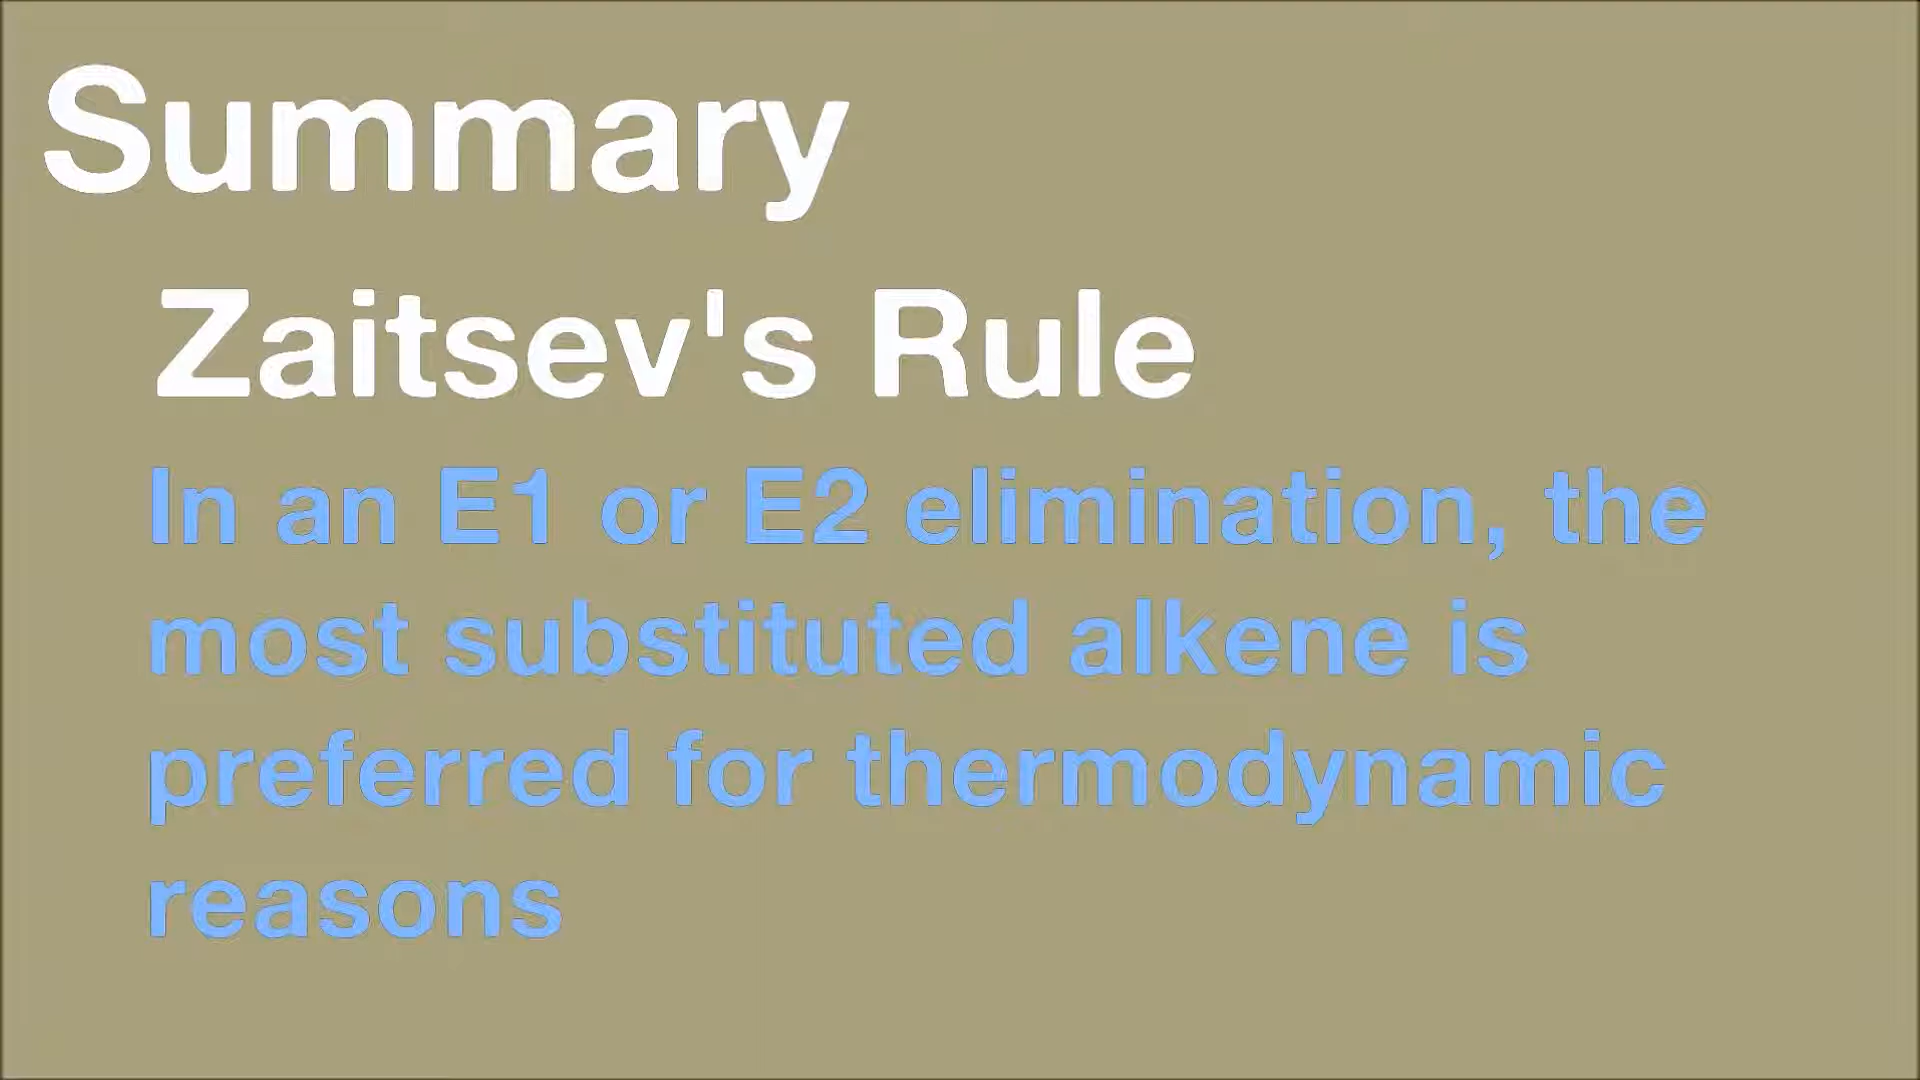 Summary
Zaitsev's Rule
In an E1 or E2 elimination, the
most substituted alkene is
preferred for thermodynamic
reasons